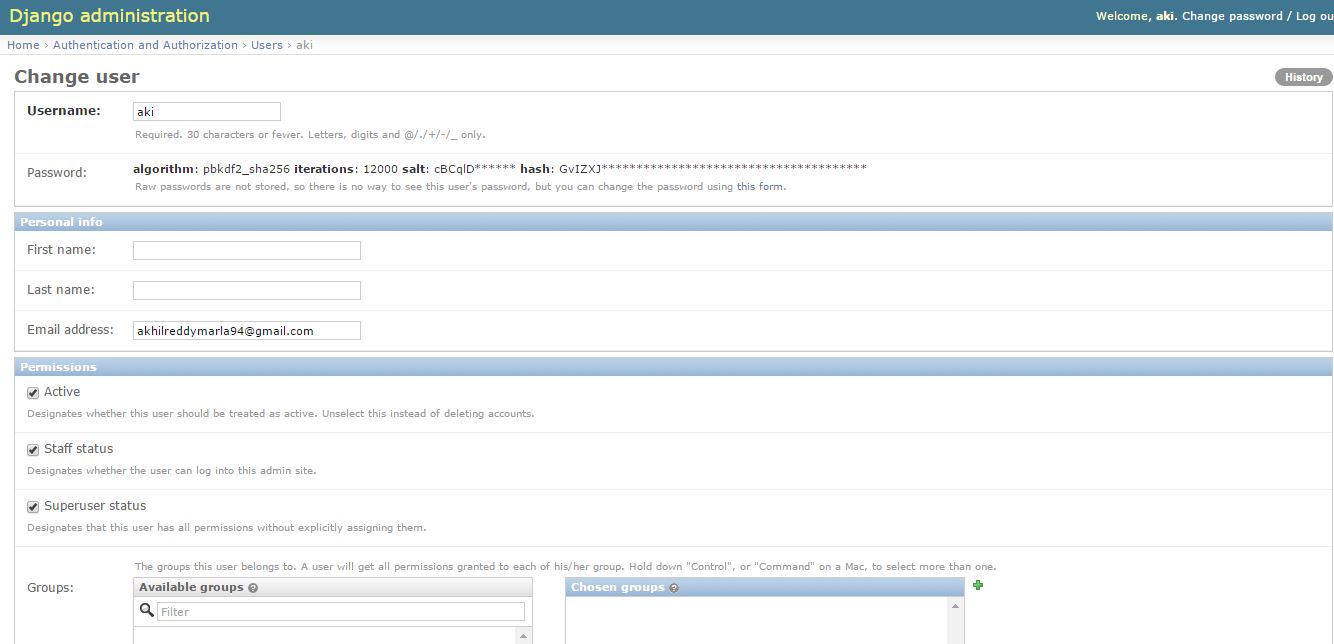 Django administration
Welcome, aki. Change password / Log ou
Home › Authentication and Authorization › Users › aki
Change user
History
Username: aki
Required. 30 characters or fewer. Letters, digits and @/./+/-/_ only.
Password: algorithm: pbkdf2_sha256 iterations: 12000 salt: cBCqlD****** hash: GvIZXJ**************************************
Raw passwords are not stored, so there is no way to see this user's password, but you can change the password using this form.
Personal info
First name:
Last name:
Email address: akhilreddymarla94@gmail.com
Permissions
Active
Designates whether this user should be treated as active. Unselect this instead of deleting accounts.
Staff status
Designates whether the user can log into this admin site.
Superuser status
Designates that this user has all permissions without explicitly assigning them.
The groups this user belongs to. A user will get all permissions granted to each of his/her group. Hold down "Control", or "Command" on a Mac, to select more than one.
Groups: Available groups ? Chosen groups ?
Filter